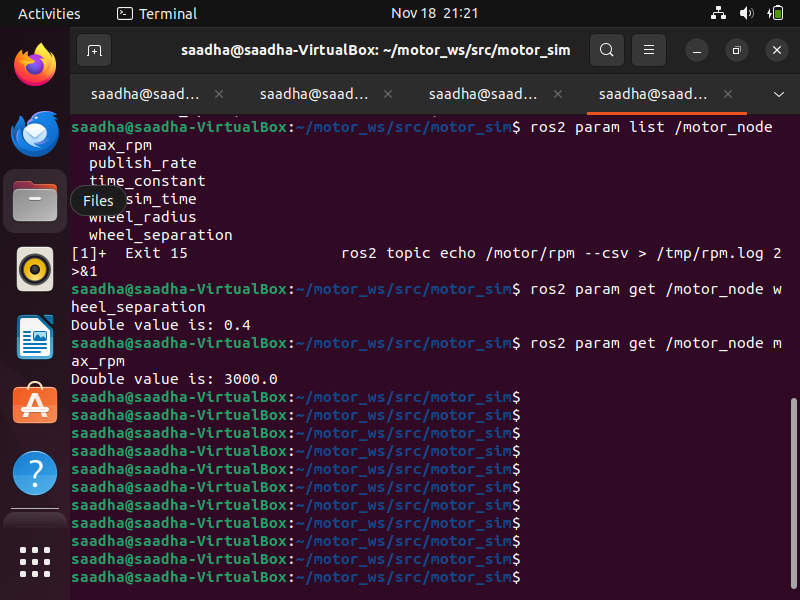 Activities
Terminal
Nov 18 21:21
saadha@saadha-VirtualBox: ~/motor_ws/src/motor_sim
saadha@saad...
saadha@saad...
saadha@saad...
saadha@saad...
saadha@saadha-VirtualBox:~/motor_ws/src/motor_sim$ ros2 param list /motor_node
max_rpm
publish_rate
time_constant
sim_time
wheel_radius
wheel_separation
Files
[1]+  Exit 15                 ros2 topic echo /motor/rpm --csv > /tmp/rpm.log 2
>&1
saadha@saadha-VirtualBox:~/motor_ws/src/motor_sim$ ros2 param get /motor_node w
heel_separation
Double value is: 0.4
saadha@saadha-VirtualBox:~/motor_ws/src/motor_sim$ ros2 param get /motor_node m
ax_rpm
Double value is: 3000.0
saadha@saadha-VirtualBox:~/motor_ws/src/motor_sim$
saadha@saadha-VirtualBox:~/motor_ws/src/motor_sim$
saadha@saadha-VirtualBox:~/motor_ws/src/motor_sim$
saadha@saadha-VirtualBox:~/motor_ws/src/motor_sim$
saadha@saadha-VirtualBox:~/motor_ws/src/motor_sim$
saadha@saadha-VirtualBox:~/motor_ws/src/motor_sim$
saadha@saadha-VirtualBox:~/motor_ws/src/motor_sim$
saadha@saadha-VirtualBox:~/motor_ws/src/motor_sim$
saadha@saadha-VirtualBox:~/motor_ws/src/motor_sim$
saadha@saadha-VirtualBox:~/motor_ws/src/motor_sim$
saadha@saadha-VirtualBox:~/motor_ws/src/motor_sim$